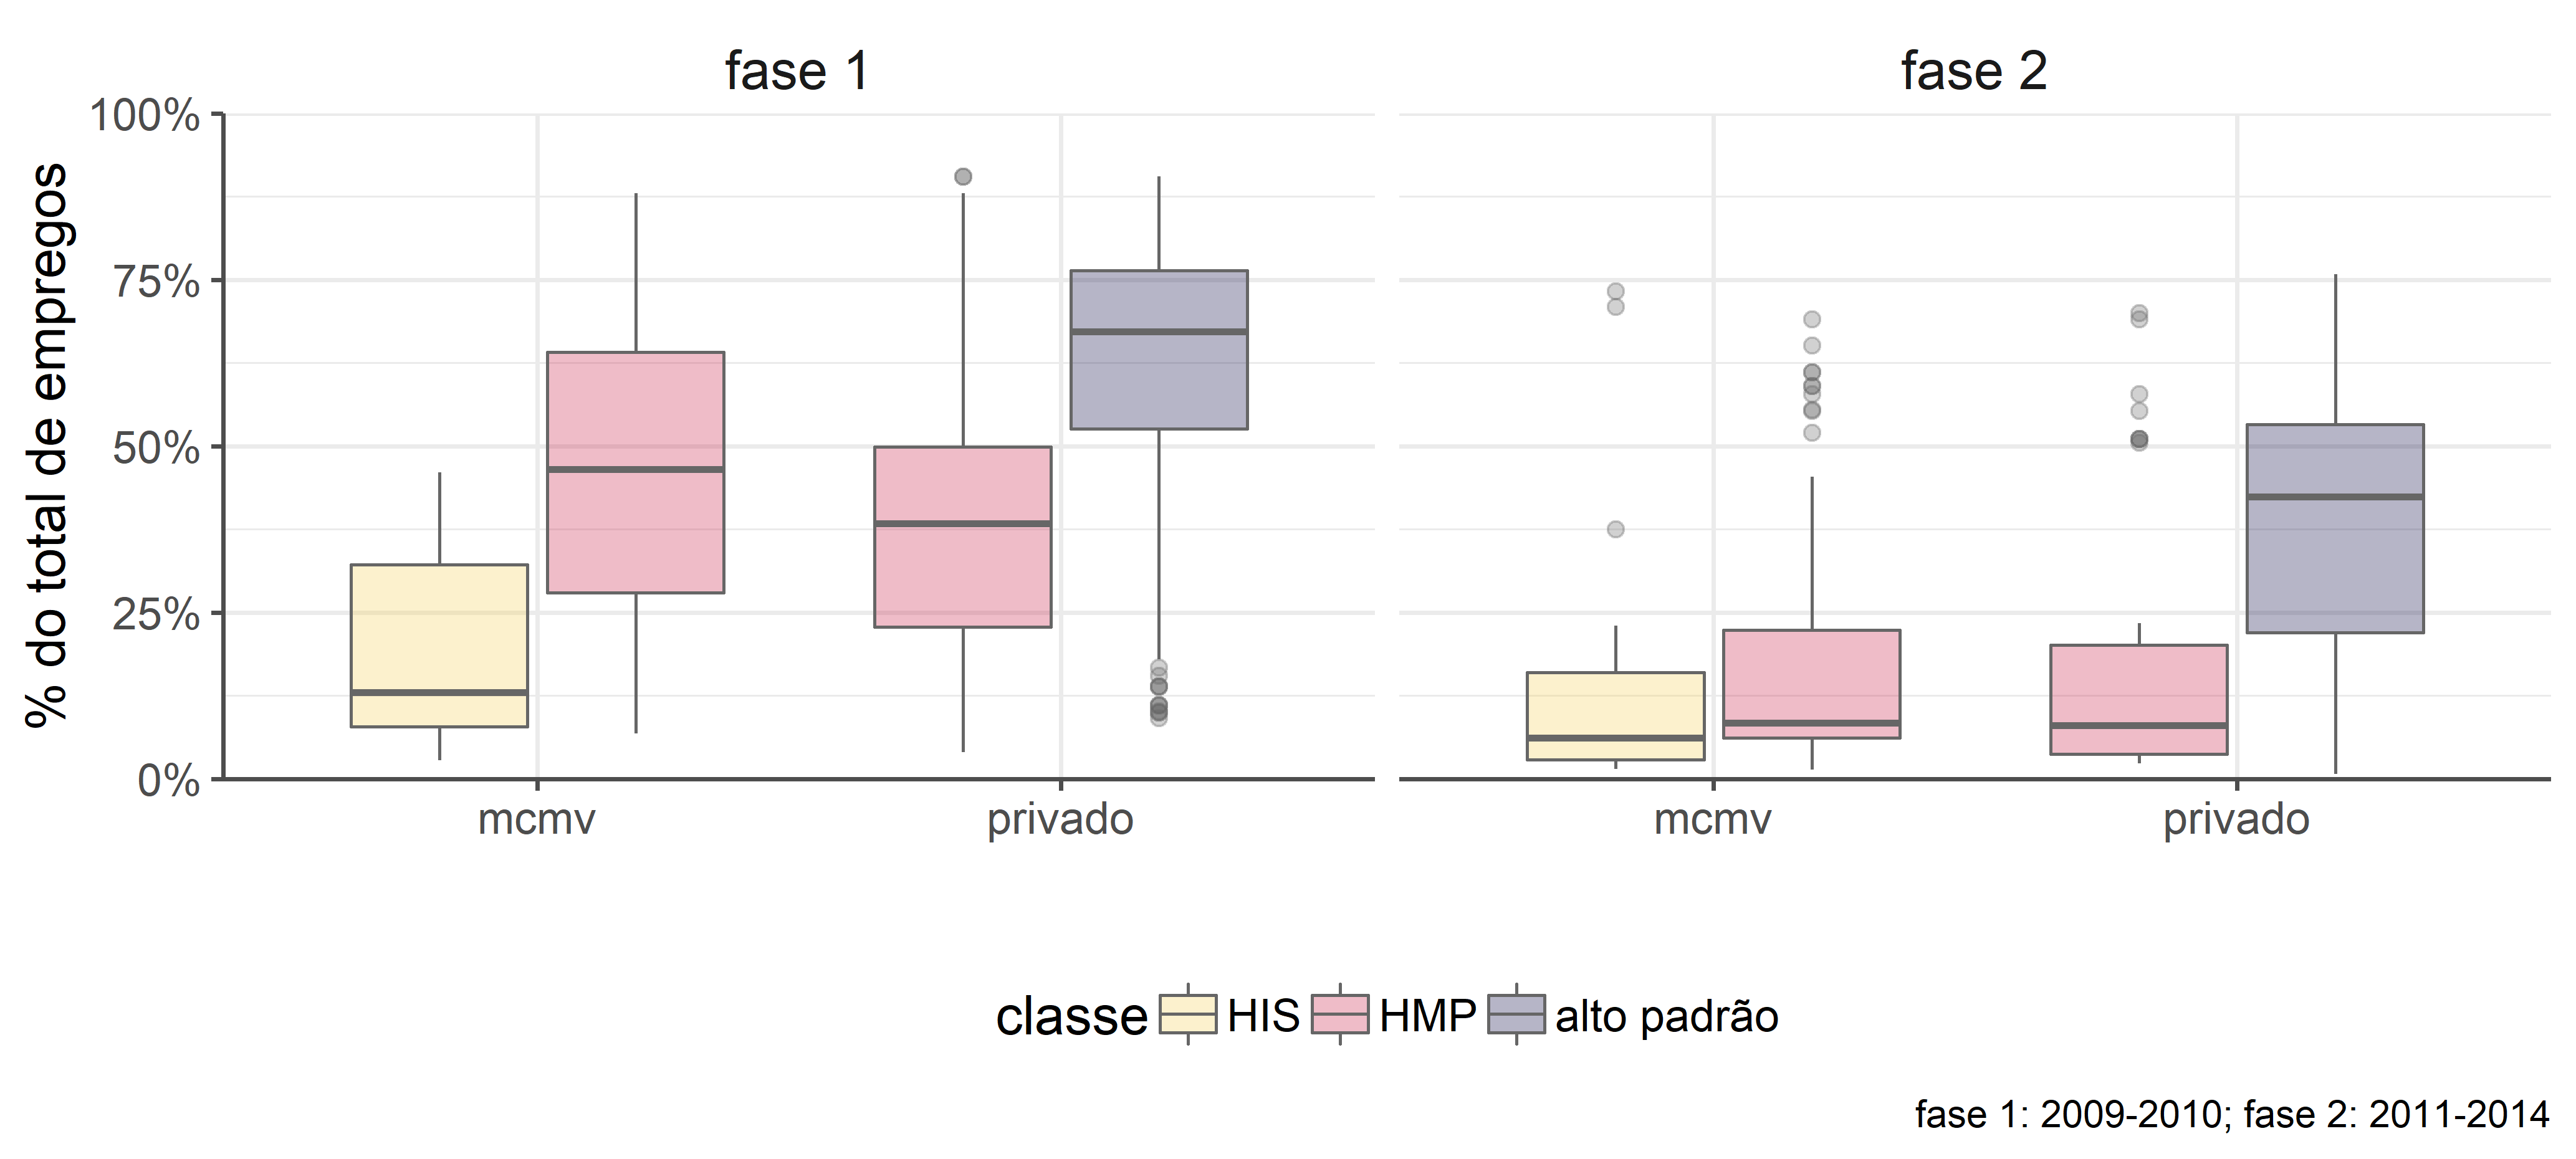 fase 1
fase 2
% do total de empregos
100%
75%
50%
25%
0%
mcmv
privado
mcmv
privado
classe HIS HMP alto padrão
fase 1: 2009-2010; fase 2: 2011-2014